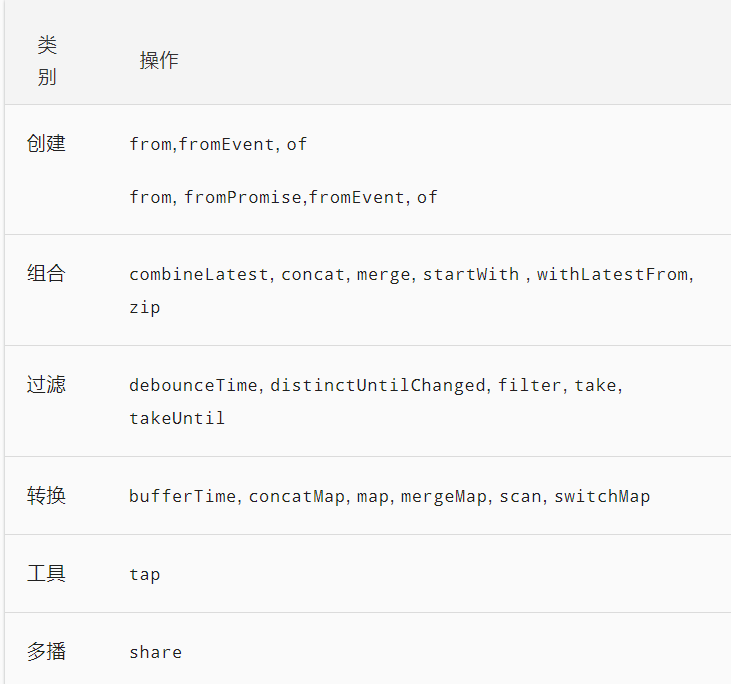 类
别
操作
创建
from,fromEvent, of
from, fromPromise,fromEvent, of
组合
combineLatest, concat, merge, startWith , withLatestFrom,
zip
过滤
debounceTime, distinctUntilChanged, filter, take,
takeUntil
转换
bufferTime, concatMap, map, mergeMap, scan, switchMap
工具
tap
多播
share